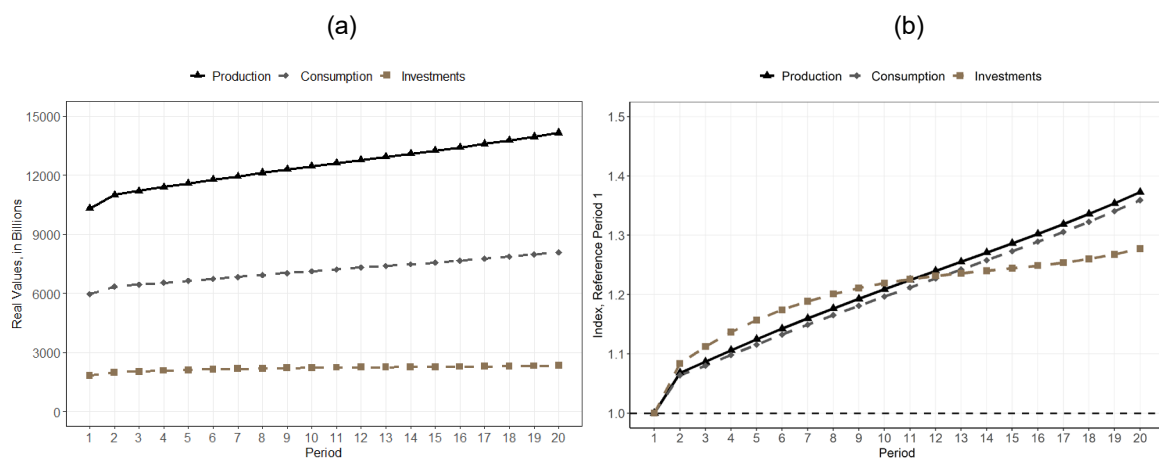 (a)
Production Consumption Investments
Real Values, in Billions
15000
12000
9000
6000
3000
0
1 2 3 4 5 6 7 8 9 10 11 12 13 14 15 16 17 18 19 20
Period
(b)
Production Consumption Investments
Index, Reference Period 1
1.5
1.4
1.3
1.2
1.1
1.0
1 2 3 4 5 6 7 8 9 10 11 12 13 14 15 16 17 18 19 20
Period